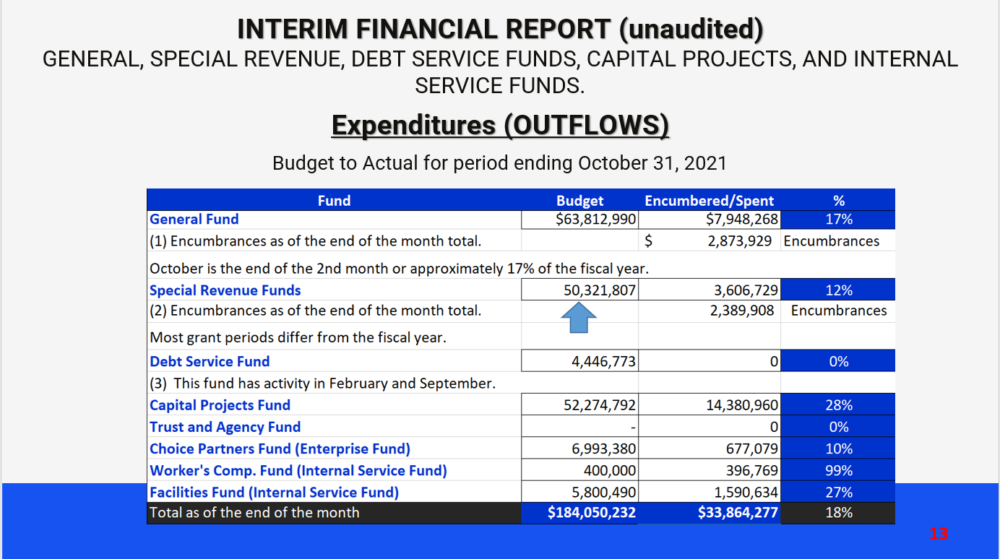 INTERIM FINANCIAL REPORT (unaudited)
GENERAL, SPECIAL REVENUE, DEBT SERVICE FUNDS, CAPITAL PROJECTS, AND INTERNAL
SERVICE FUNDS.
Expenditures (OUTFLOWS)
Budget to Actual for period ending October 31, 2021
Fund Budget Encumbered/Spent %
General Fund $63,812,990 $7,948,268 17%
(1) Encumbrances as of the end of the month total. $ 2,873,929 Encumbrances
October is the end of the 2nd month or approximately 17% of the fiscal year.
Special Revenue Funds 50,321,807 3,606,729 12%
(2) Encumbrances as of the end of the month total. 2,389,908 Encumbrances
Most grant periods differ from the fiscal year.
Debt Service Fund 4,446,773 0 0%
(3) This fund has activity in February and September.
Capital Projects Fund 52,274,792 14,380,960 28%
Trust and Agency Fund - 0 0%
Choice Partners Fund (Enterprise Fund) 6,993,380 677,079 10%
Worker's Comp. Fund (Internal Service Fund) 400,000 396,769 99%
Facilities Fund (Internal Service Fund) 5,800,490 1,590,634 27%
Total as of the end of the month $184,050,232 $33,864,277 18%
13